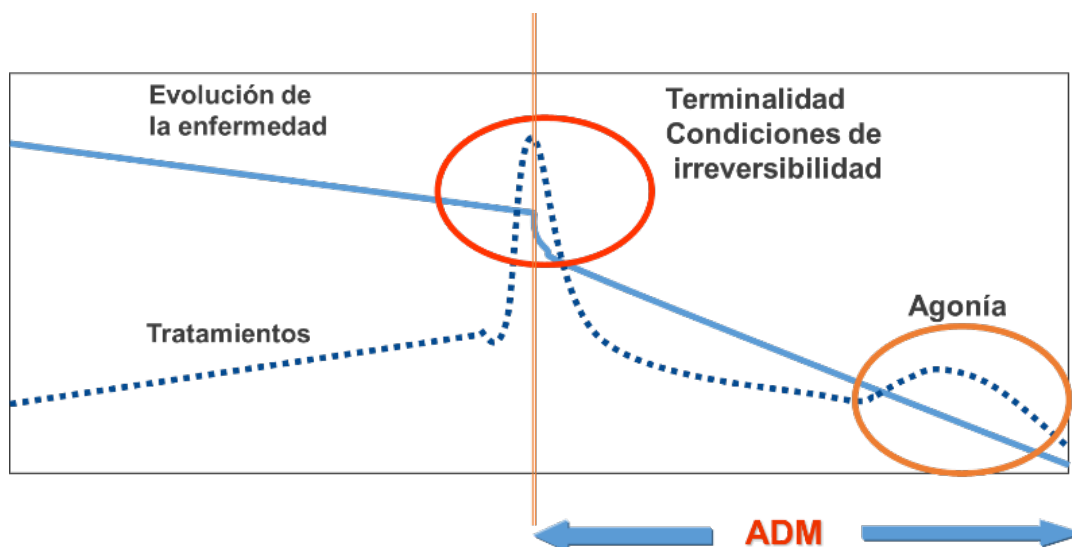 Evolución de
la enfermedad
Terminalidad
Condiciones de
irreversibilidad
Tratamientos
Agonía
ADM